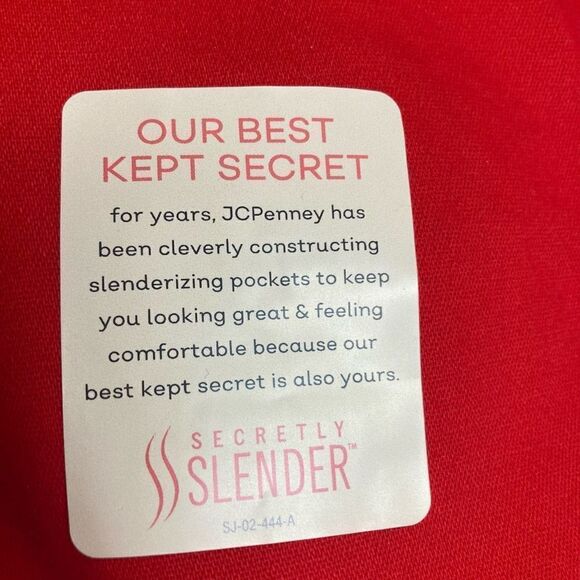 OUR BEST
KEPT SECRET
for years, JCPenney has
been cleverly constructing
slenderizing pockets to keep
you looking great & feeling
comfortable because our
best kept secret is also yours.
SECRETLY
SLENDER™
SJ-02-444-A